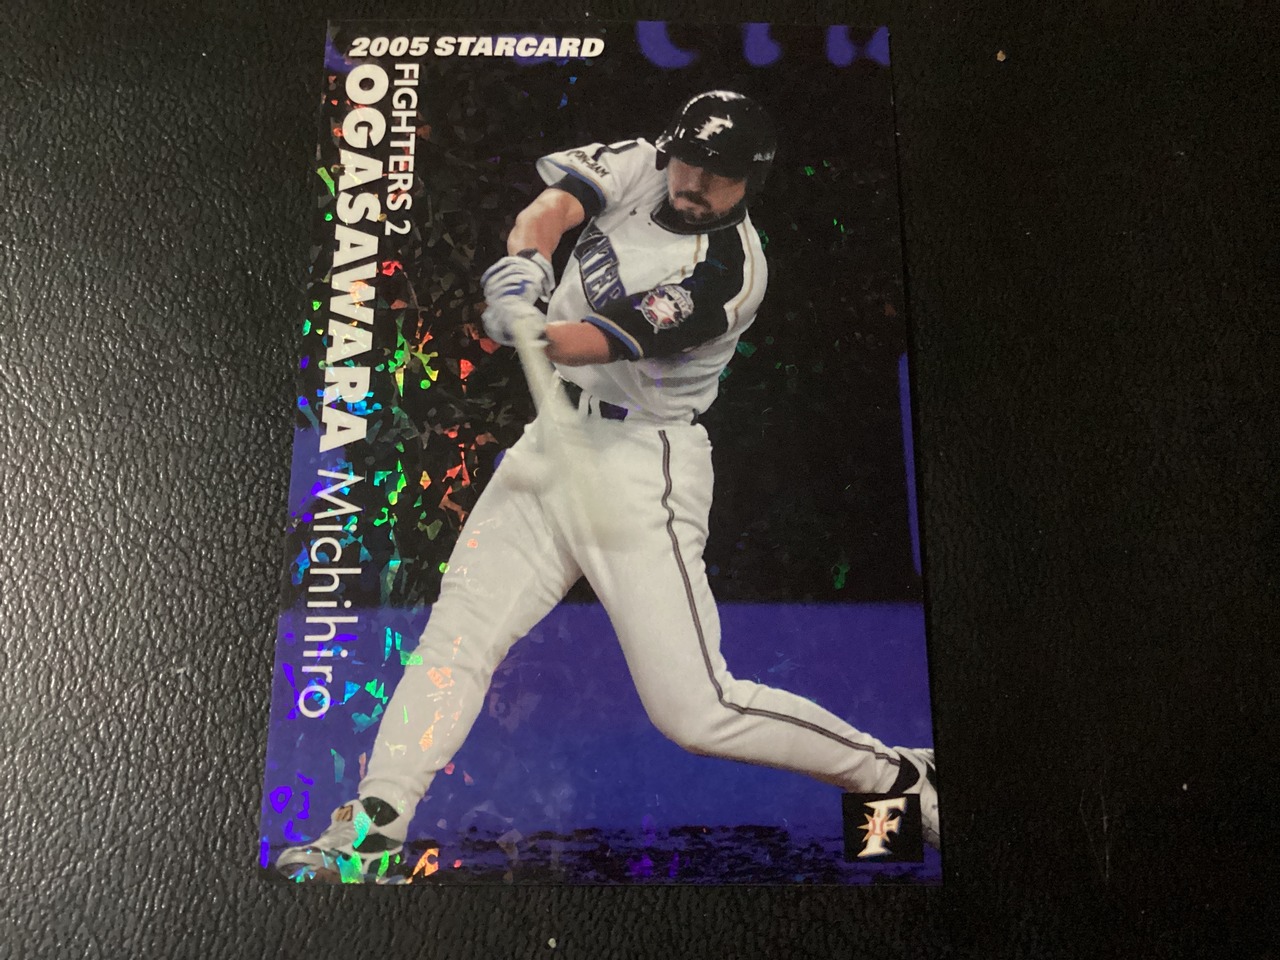 2005 STARCARD
FIGHTERS 2
OGASAWARA Michihiro
F
F